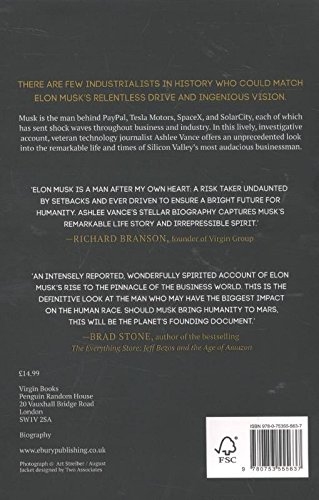 THERE ARE FEW INDUSTRIALISTS IN HISTORY WHO COULD MATCH
ELON MUSK'S RELENTLESS DRIVE AND INGENIOUS VISION.
Musk is the man behind PayPal, Tesla Motors, SpaceX, and SolarCity, each of which
has sent shock waves throughout business and industry. In this lively, investigative
account, veteran technology journalist Ashlee Vance offers an unprecedented look
into the remarkable life and times of Silicon Valley's most audacious businessman.
'ELON MUSK IS A MAN AFTER MY OWN HEART: A RISK TAKER UNDAUNTED
BY SETBACKS AND EVER DRIVEN TO ENSURE A BRIGHT FUTURE FOR
HUMANITY. ASHLEE VANCE'S STELLAR BIOGRAPHY CAPTURES MUSK'S
REMARKABLE LIFE STORY AND IRREPRESSIBLE SPIRIT.'
—RICHARD BRANSON, founder of Virgin Group
'AN INTENSELY REPORTED, WONDERFULLY SPIRITED ACCOUNT OF ELON
MUSK'S RISE TO THE PINNACLE OF THE BUSINESS WORLD. THIS IS THE
DEFINITIVE LOOK AT THE MAN WHO MAY HAVE THE BIGGEST IMPACT
ON THE HUMAN RACE. SHOULD MUSK BRING HUMANITY TO MARS,
THIS WILL BE THE PLANET'S FOUNDING DOCUMENT.'
—BRAD STONE, author of the bestselling
The Everything Store: Jeff Bezos and the Age of Amazon
£14.99
Virgin Books
Penguin Random House
20 Vauxhall Bridge Road
London
SW1V 2SA
Biography
www.eburypublishing.co.uk
Photograph @ Art Streiber / August
Jacket designed by Two Associates
FSC
ISBN 978-0-75355-563-7
9 780753 555637